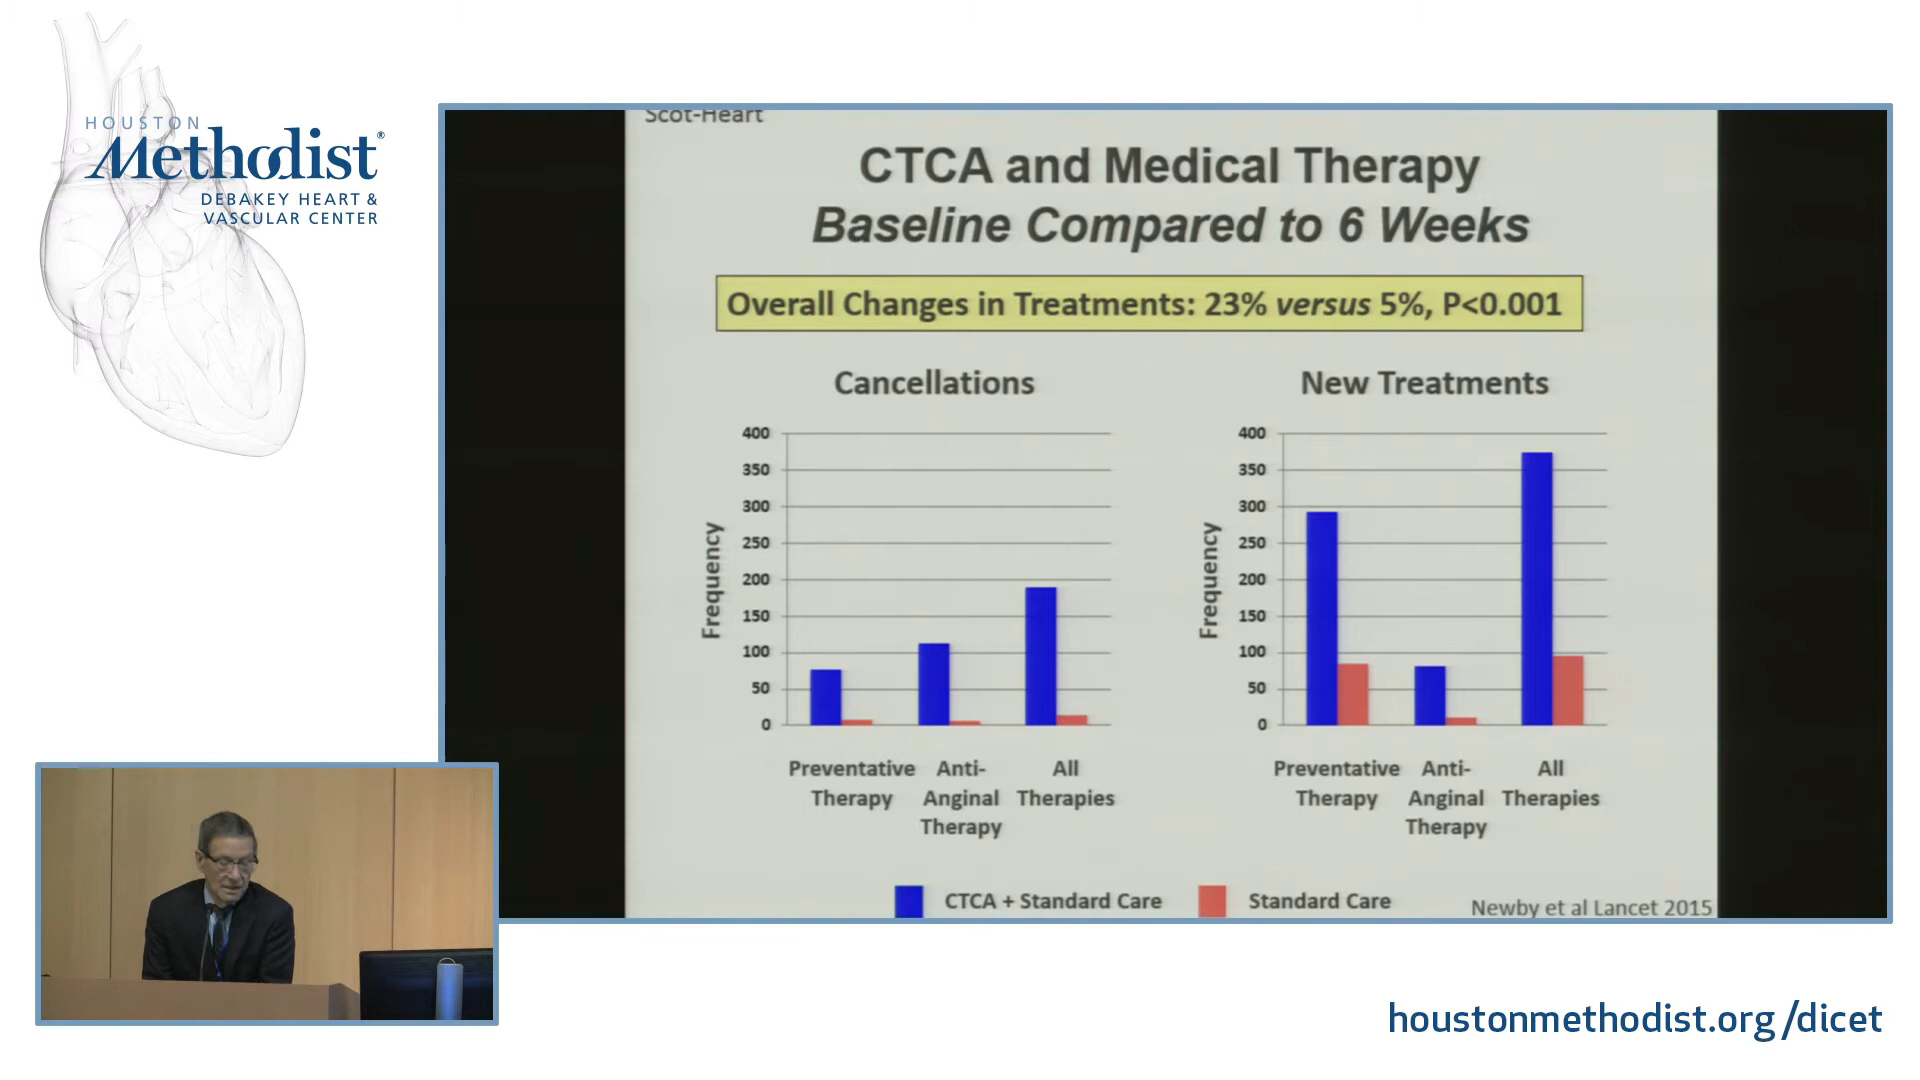 HOUSTON
Methodist®
DEBAKEY HEART &
VASCULAR CENTER
Scot-Heart
CTCA and Medical Therapy
Baseline Compared to 6 Weeks
Overall Changes in Treatments: 23% versus 5%, P<0.001
Cancellations
400
350
300
250
200
150
100
50
0
Frequency
Preventative Therapy
Anti-Anginal Therapy
All Therapies
New Treatments
400
350
300
250
200
150
100
50
0
Frequency
Preventative Therapy
Anti-Anginal Therapy
All Therapies
CTCA + Standard Care
Standard Care
Newby et al Lancet 2015
houstonmethodist.org/dicet